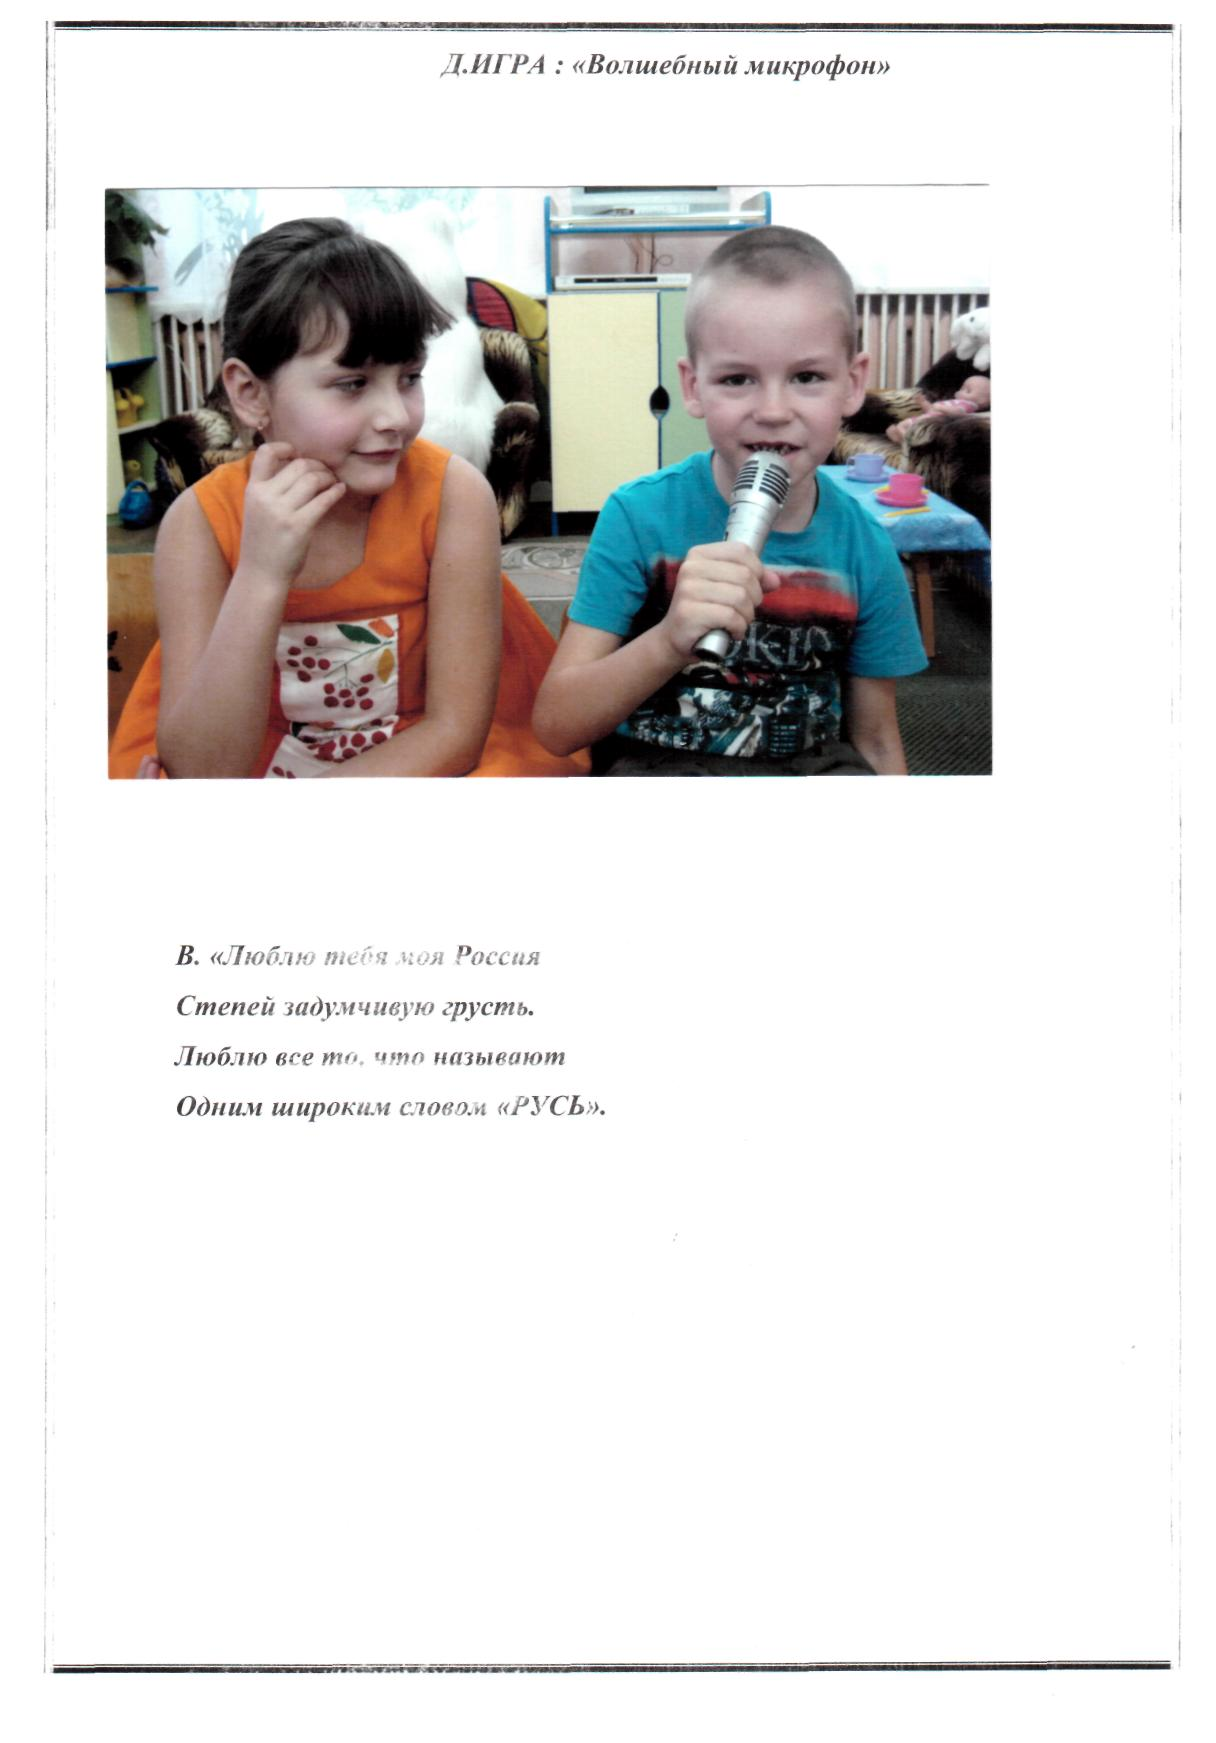 Д.ИГРА : «Волшебный микрофон»
В. «Люблю тебя моя Россия
Степей задумчивую грусть.
Люблю все то, что называют
Одним широким словом «РУСЬ».